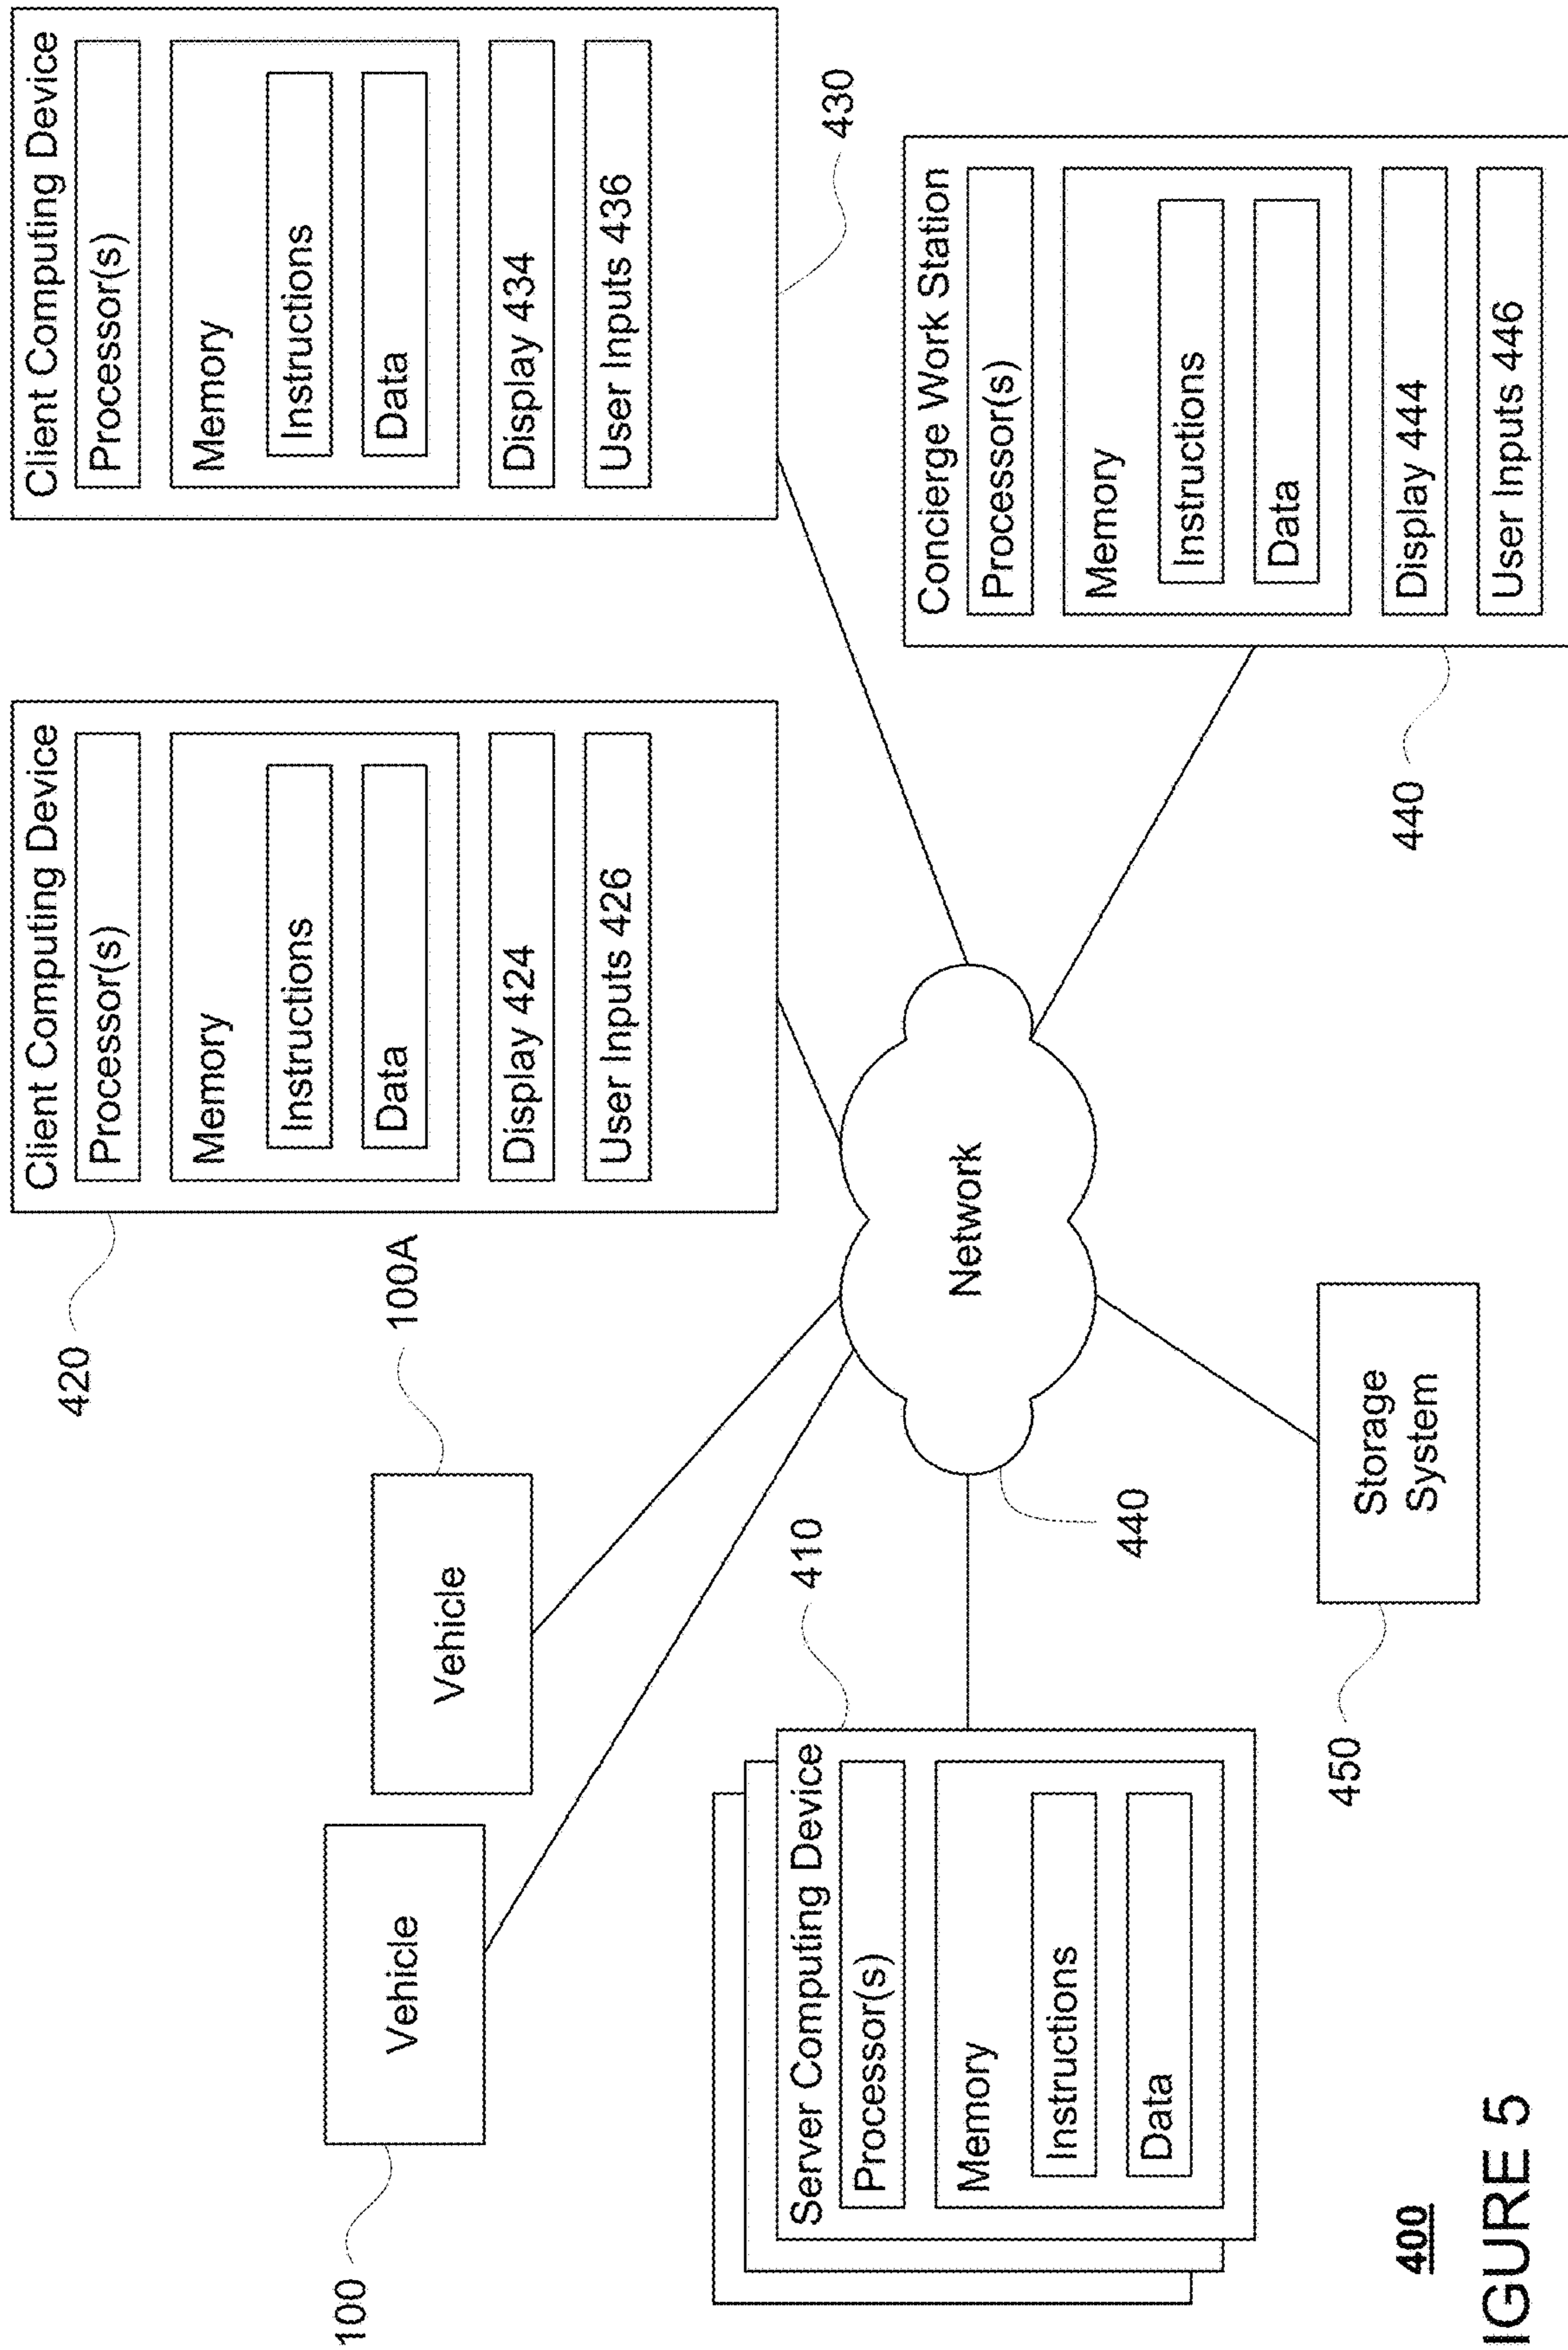 Client Computing Device
Processor(s)
Memory
Instructions
Data
Display 424
User Inputs 426
420
Client Computing Device
Processor(s)
Memory
Instructions
Data
Display 434
User Inputs 436
430
Vehicle
100
Vehicle
100A
Server Computing Device
Processor(s)
Memory
Instructions
Data
410
Network
440
Concierge Work Station
Processor(s)
Memory
Instructions
Data
Display 444
User Inputs 446
440
Storage
System
450
400
IGURE 5